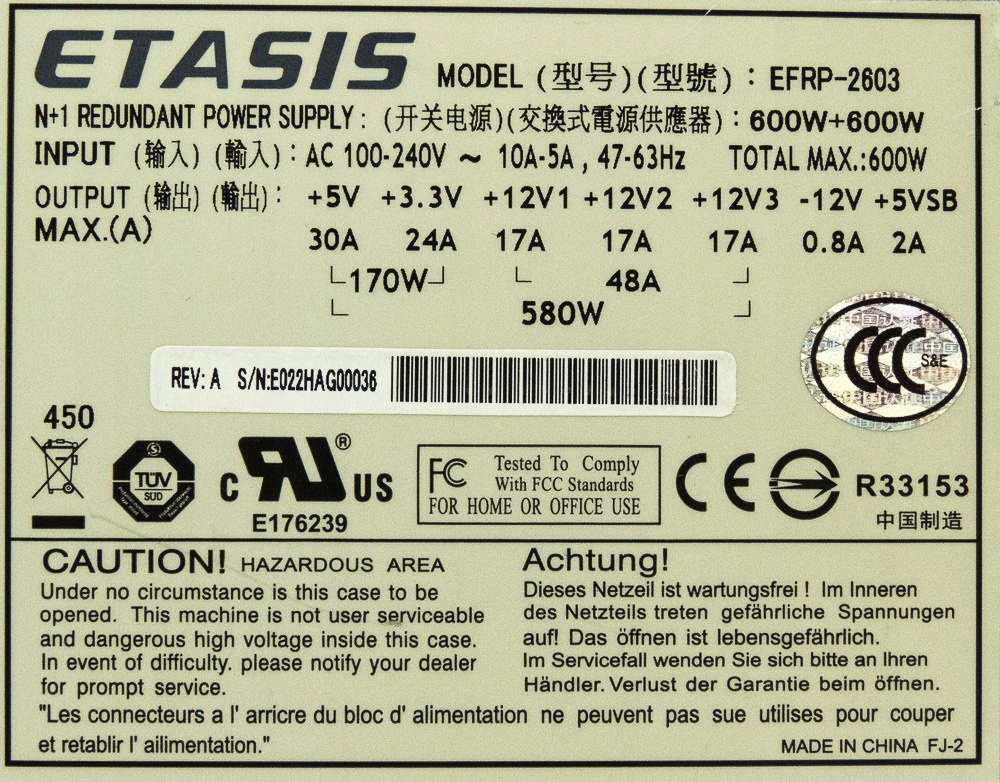 ETASIS MODEL (型号)(型號) : EFRP-2603
N+1 REDUNDANT POWER SUPPLY : (开关电源)(交換式電源供應器) : 600W+600W
INPUT (输入) (輸入) : AC 100-240V ~ 10A-5A , 47-63Hz TOTAL MAX.:600W
OUTPUT (输出) (輸出) : +5V +3.3V +12V1 +12V2 +12V3 -12V +5VSB
MAX.(A) 30A 24A 17A 17A 17A 0.8A 2A
170W 48A
580W
REV: A S/N:E022HAG00036
CCC S&E
中国认证
450
TÜV
SUD
C UR ® US
E176239
FC Tested To Comply
With FCC Standards
FOR HOME OR OFFICE USE
CE R33153
中国制造
CAUTION! HAZARDOUS AREA
Under no circumstance is this case to be
opened. This machine is not user serviceable
and dangerous high voltage inside this case.
In event of difficulty. please notify your dealer
for prompt service.
Achtung!
Dieses Netzeil ist wartungsfrei ! Im Inneren
des Netzteils treten gefährliche Spannungen
auf! Das öffnen ist lebensgefährlich.
Im Servicefall wenden Sie sich bitte an Ihren
Händler. Verlust der Garantie beim öffnen.
"Les connecteurs a l' arricre du bloc d' alimentation ne peuvent pas sue utilises pour couper
et retablir l' ailimentation."
MADE IN CHINA FJ-2